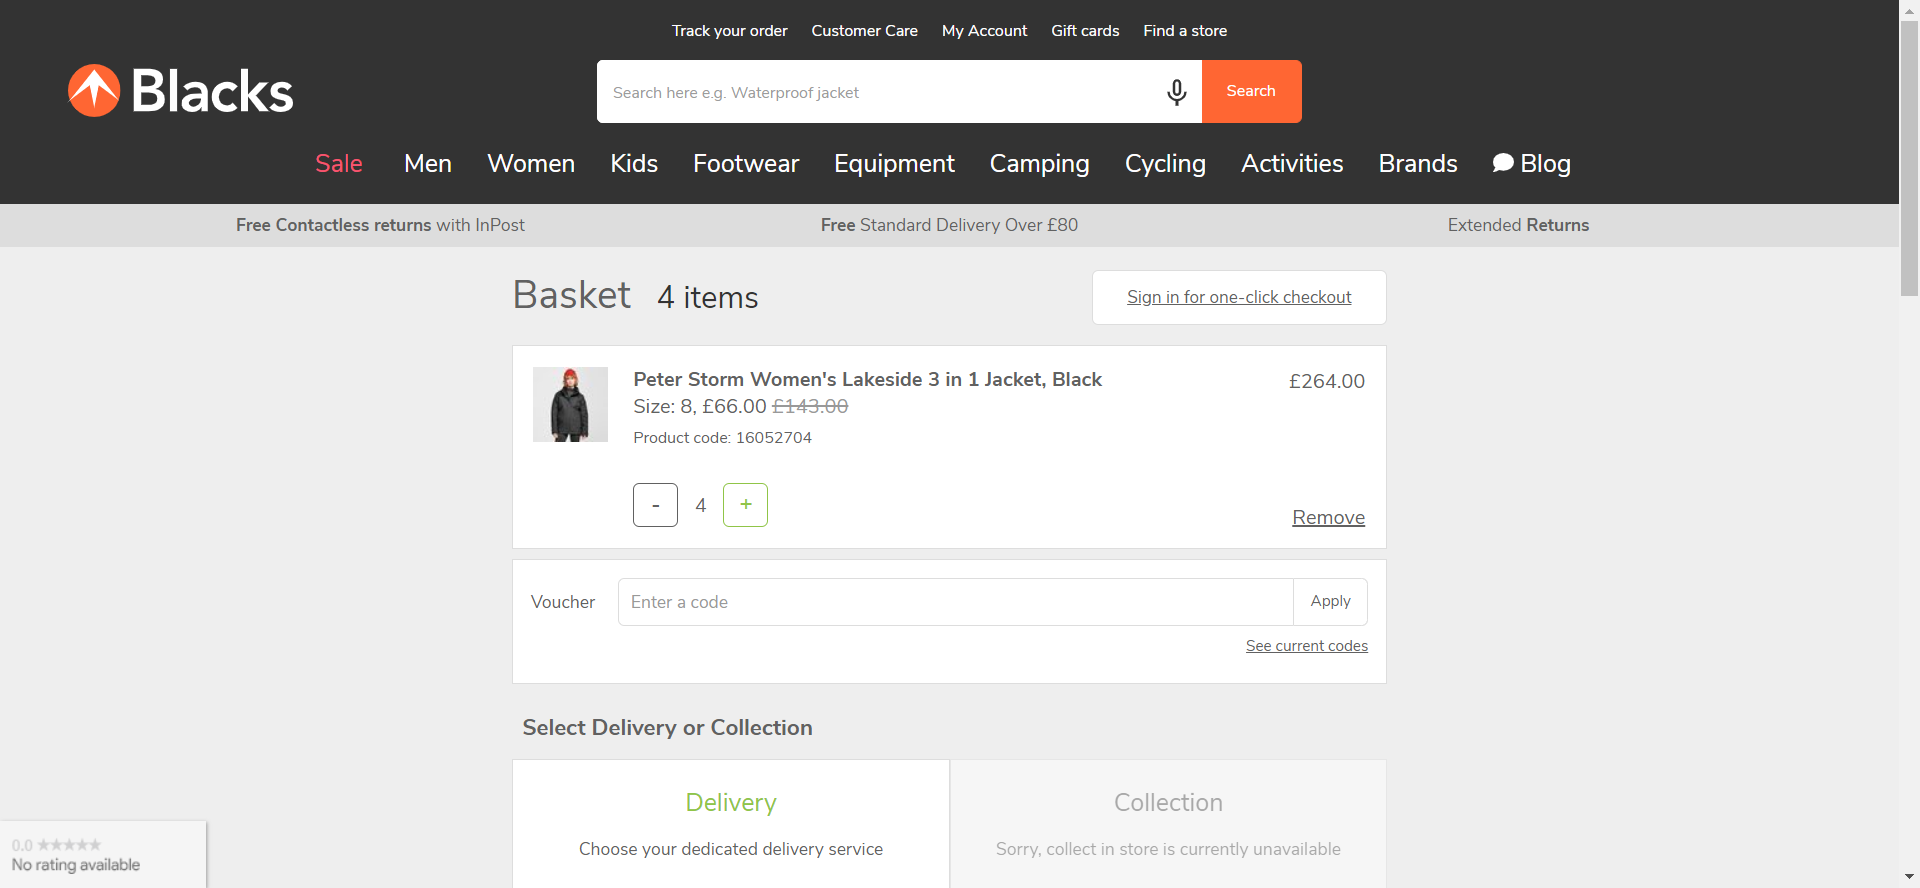 Track your order Customer Care My Account Gift cards Find a store
Blacks
Search here e.g. Waterproof jacket
Search
Sale Men Women Kids Footwear Equipment Camping Cycling Activities Brands Blog
Free Contactless returns with InPost
Free Standard Delivery Over £80
Extended Returns
Basket 4 items
Sign in for one-click checkout
Peter Storm Women's Lakeside 3 in 1 Jacket, Black
£264.00
Size: 8, £66.00 £143.00
Product code: 16052704
- 4 +
Remove
Voucher
Enter a code
Apply
See current codes
Select Delivery or Collection
Delivery
Choose your dedicated delivery service
Collection
Sorry, collect in store is currently unavailable
0.0 ★★★★★
No rating available